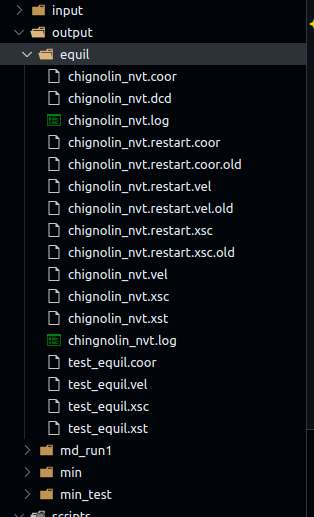 input
output
equil
chignolin_nvt.coor
chignolin_nvt.dcd
chignolin_nvt.log
chignolin_nvt.restart.coor
chignolin_nvt.restart.coor.old
chignolin_nvt.restart.vel
chignolin_nvt.restart.vel.old
chignolin_nvt.restart.xsc
chignolin_nvt.restart.xsc.old
chignolin_nvt.vel
chignolin_nvt.xsc
chignolin_nvt.xst
chingnolin_nvt.log
test_equil.coor
test_equil.vel
test_equil.xsc
test_equil.xst
md_run1
min
min_test
scripts